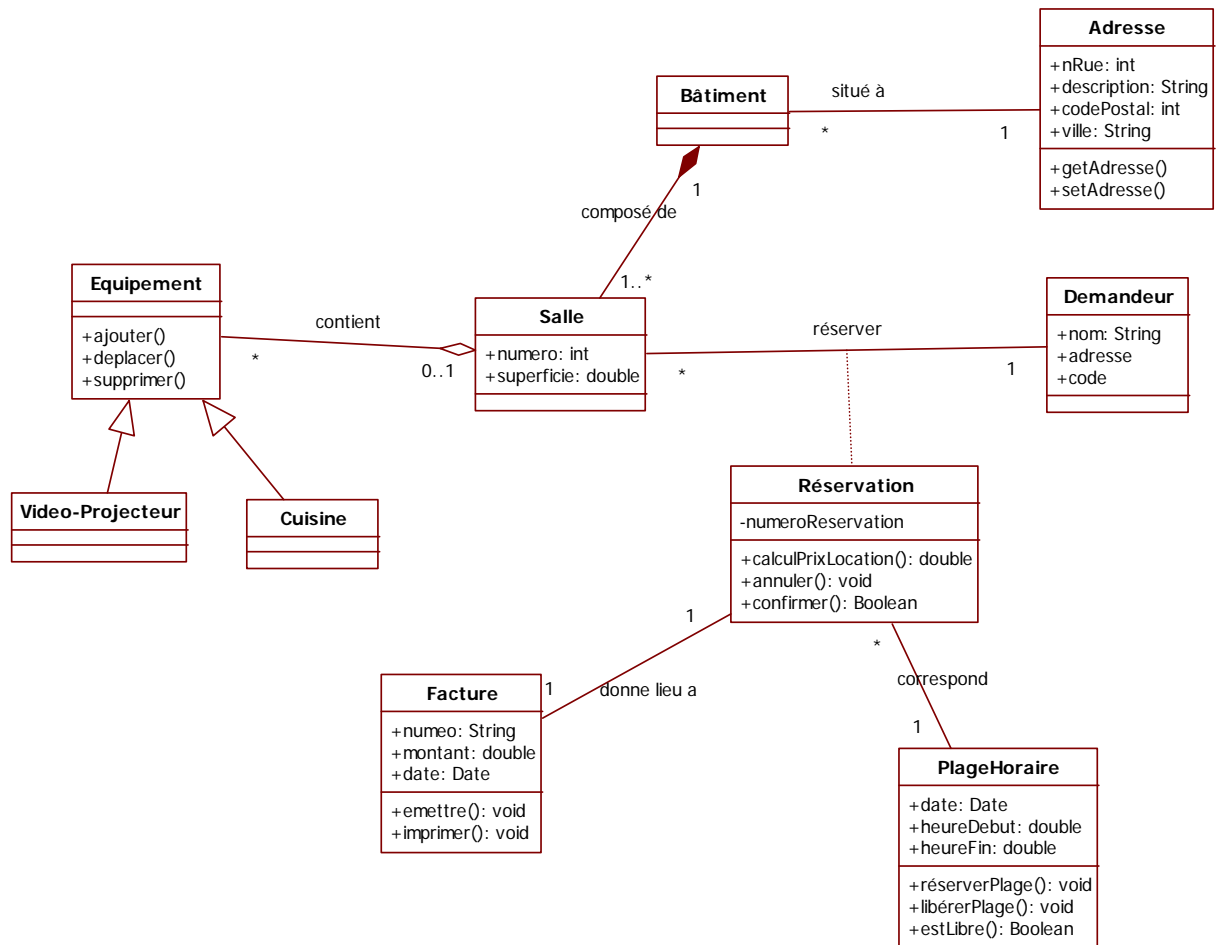 Adresse
+nRue: int
+description: String
+codePostal: int
+ville: String
+getAdresse()
+setAdresse()
Bâtiment
situé à
*
1
1
composé de
1..*
Equipement
+ajouter()
+deplacer()
+supprimer()
contient
*
0..1
Salle
+numero: int
+superficie: double
réserver
*
1
Demandeur
+nom: String
+adresse
+code
Video-Projecteur
Cuisine
Réservation
-numeroReservation
+calculPrixLocation(): double
+annuler(): void
+confirmer(): Boolean
1
donne lieu a
1
*
correspond
1
Facture
+numeo: String
+montant: double
+date: Date
+emettre(): void
+imprimer(): void
PlageHoraire
+date: Date
+heureDebut: double
+heureFin: double
+réserverPlage(): void
+libérerPlage(): void
+estLibre(): Boolean